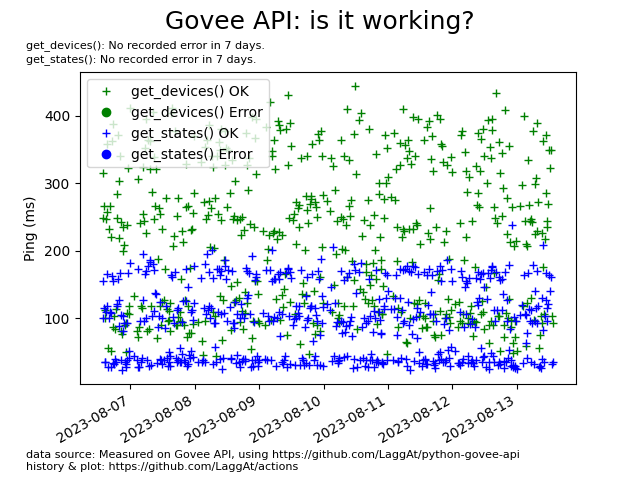 Govee API: is it working?
get_devices(): No recorded error in 7 days.
get_states(): No recorded error in 7 days.
get_devices() OK
get_devices() Error
get_states() OK
get_states() Error
400
300
200
100
Ping (ms)
2023-08-07
2023-08-08
2023-08-09
2023-08-10
2023-08-11
2023-08-12
2023-08-13
data source: Measured on Govee API, using https://github.com/LaggAt/python-govee-api
history & plot: https://github.com/LaggAt/actions